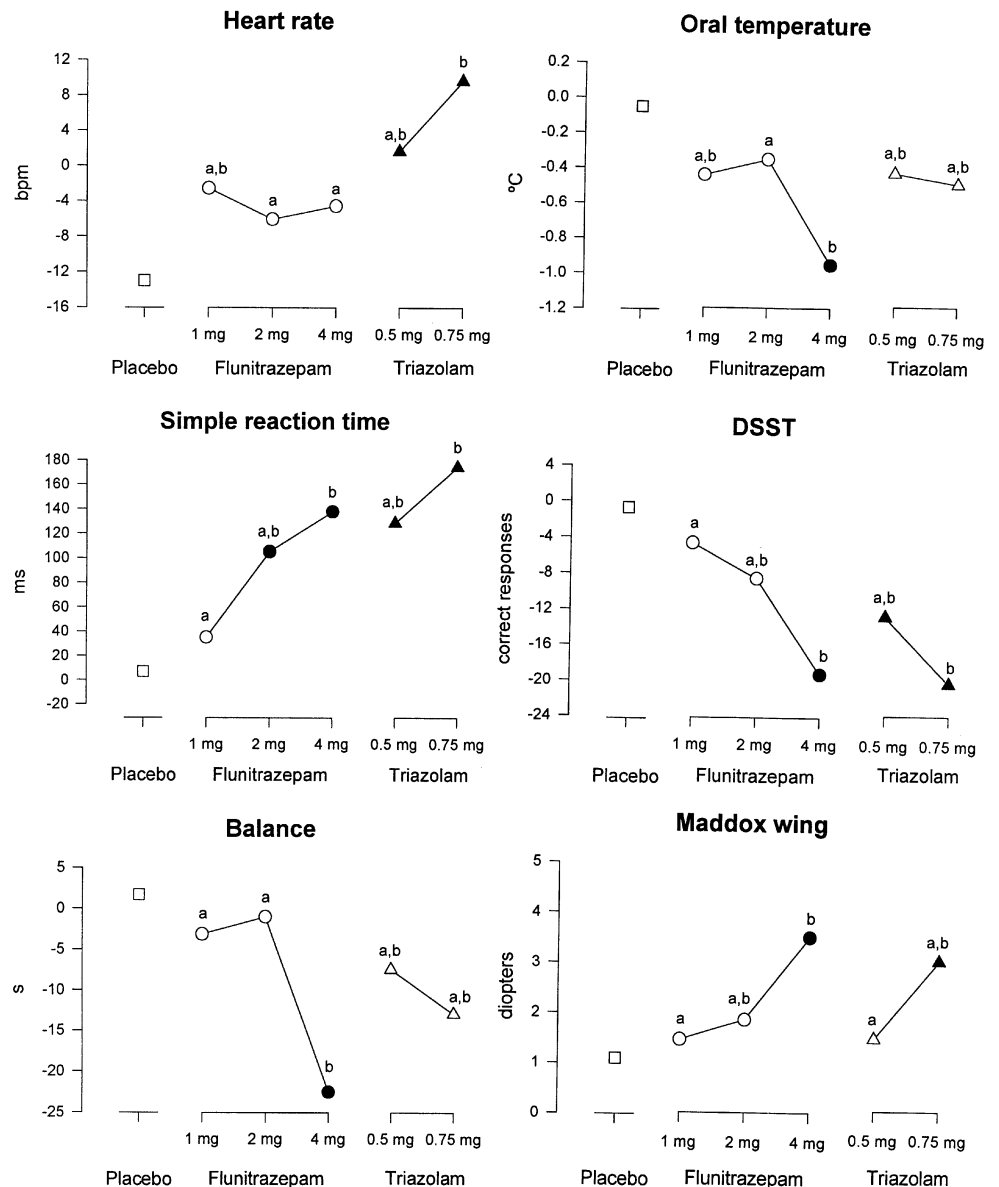 Heart rate
12
8
4
0
-4
-8
-12
-16
bpm
a,b
a
a
a,b
b
1 mg 2 mg 4 mg 0.5 mg 0.75 mg
Placebo Flunitrazepam Triazolam
Oral temperature
0.2
0.0
-0.2
-0.4
-0.6
-0.8
-1.0
-1.2
ºC
a,b
a
b
a,b
a,b
1 mg 2 mg 4 mg 0.5 mg 0.75 mg
Placebo Flunitrazepam Triazolam
Simple reaction time
180
160
140
120
100
80
60
40
20
0
-20
ms
a
a,b
b
a,b
b
1 mg 2 mg 4 mg 0.5 mg 0.75 mg
Placebo Flunitrazepam Triazolam
DSST
4
0
-4
-8
-12
-16
-20
-24
correct responses
a
a,b
b
a,b
b
1 mg 2 mg 4 mg 0.5 mg 0.75 mg
Placebo Flunitrazepam Triazolam
Balance
5
0
-5
-10
-15
-20
-25
s
a
a
b
a,b
a,b
1 mg 2 mg 4 mg 0.5 mg 0.75 mg
Placebo Flunitrazepam Triazolam
Maddox wing
5
4
3
2
1
0
diopters
a
a,b
b
a
a,b
1 mg 2 mg 4 mg 0.5 mg 0.75 mg
Placebo Flunitrazepam Triazolam